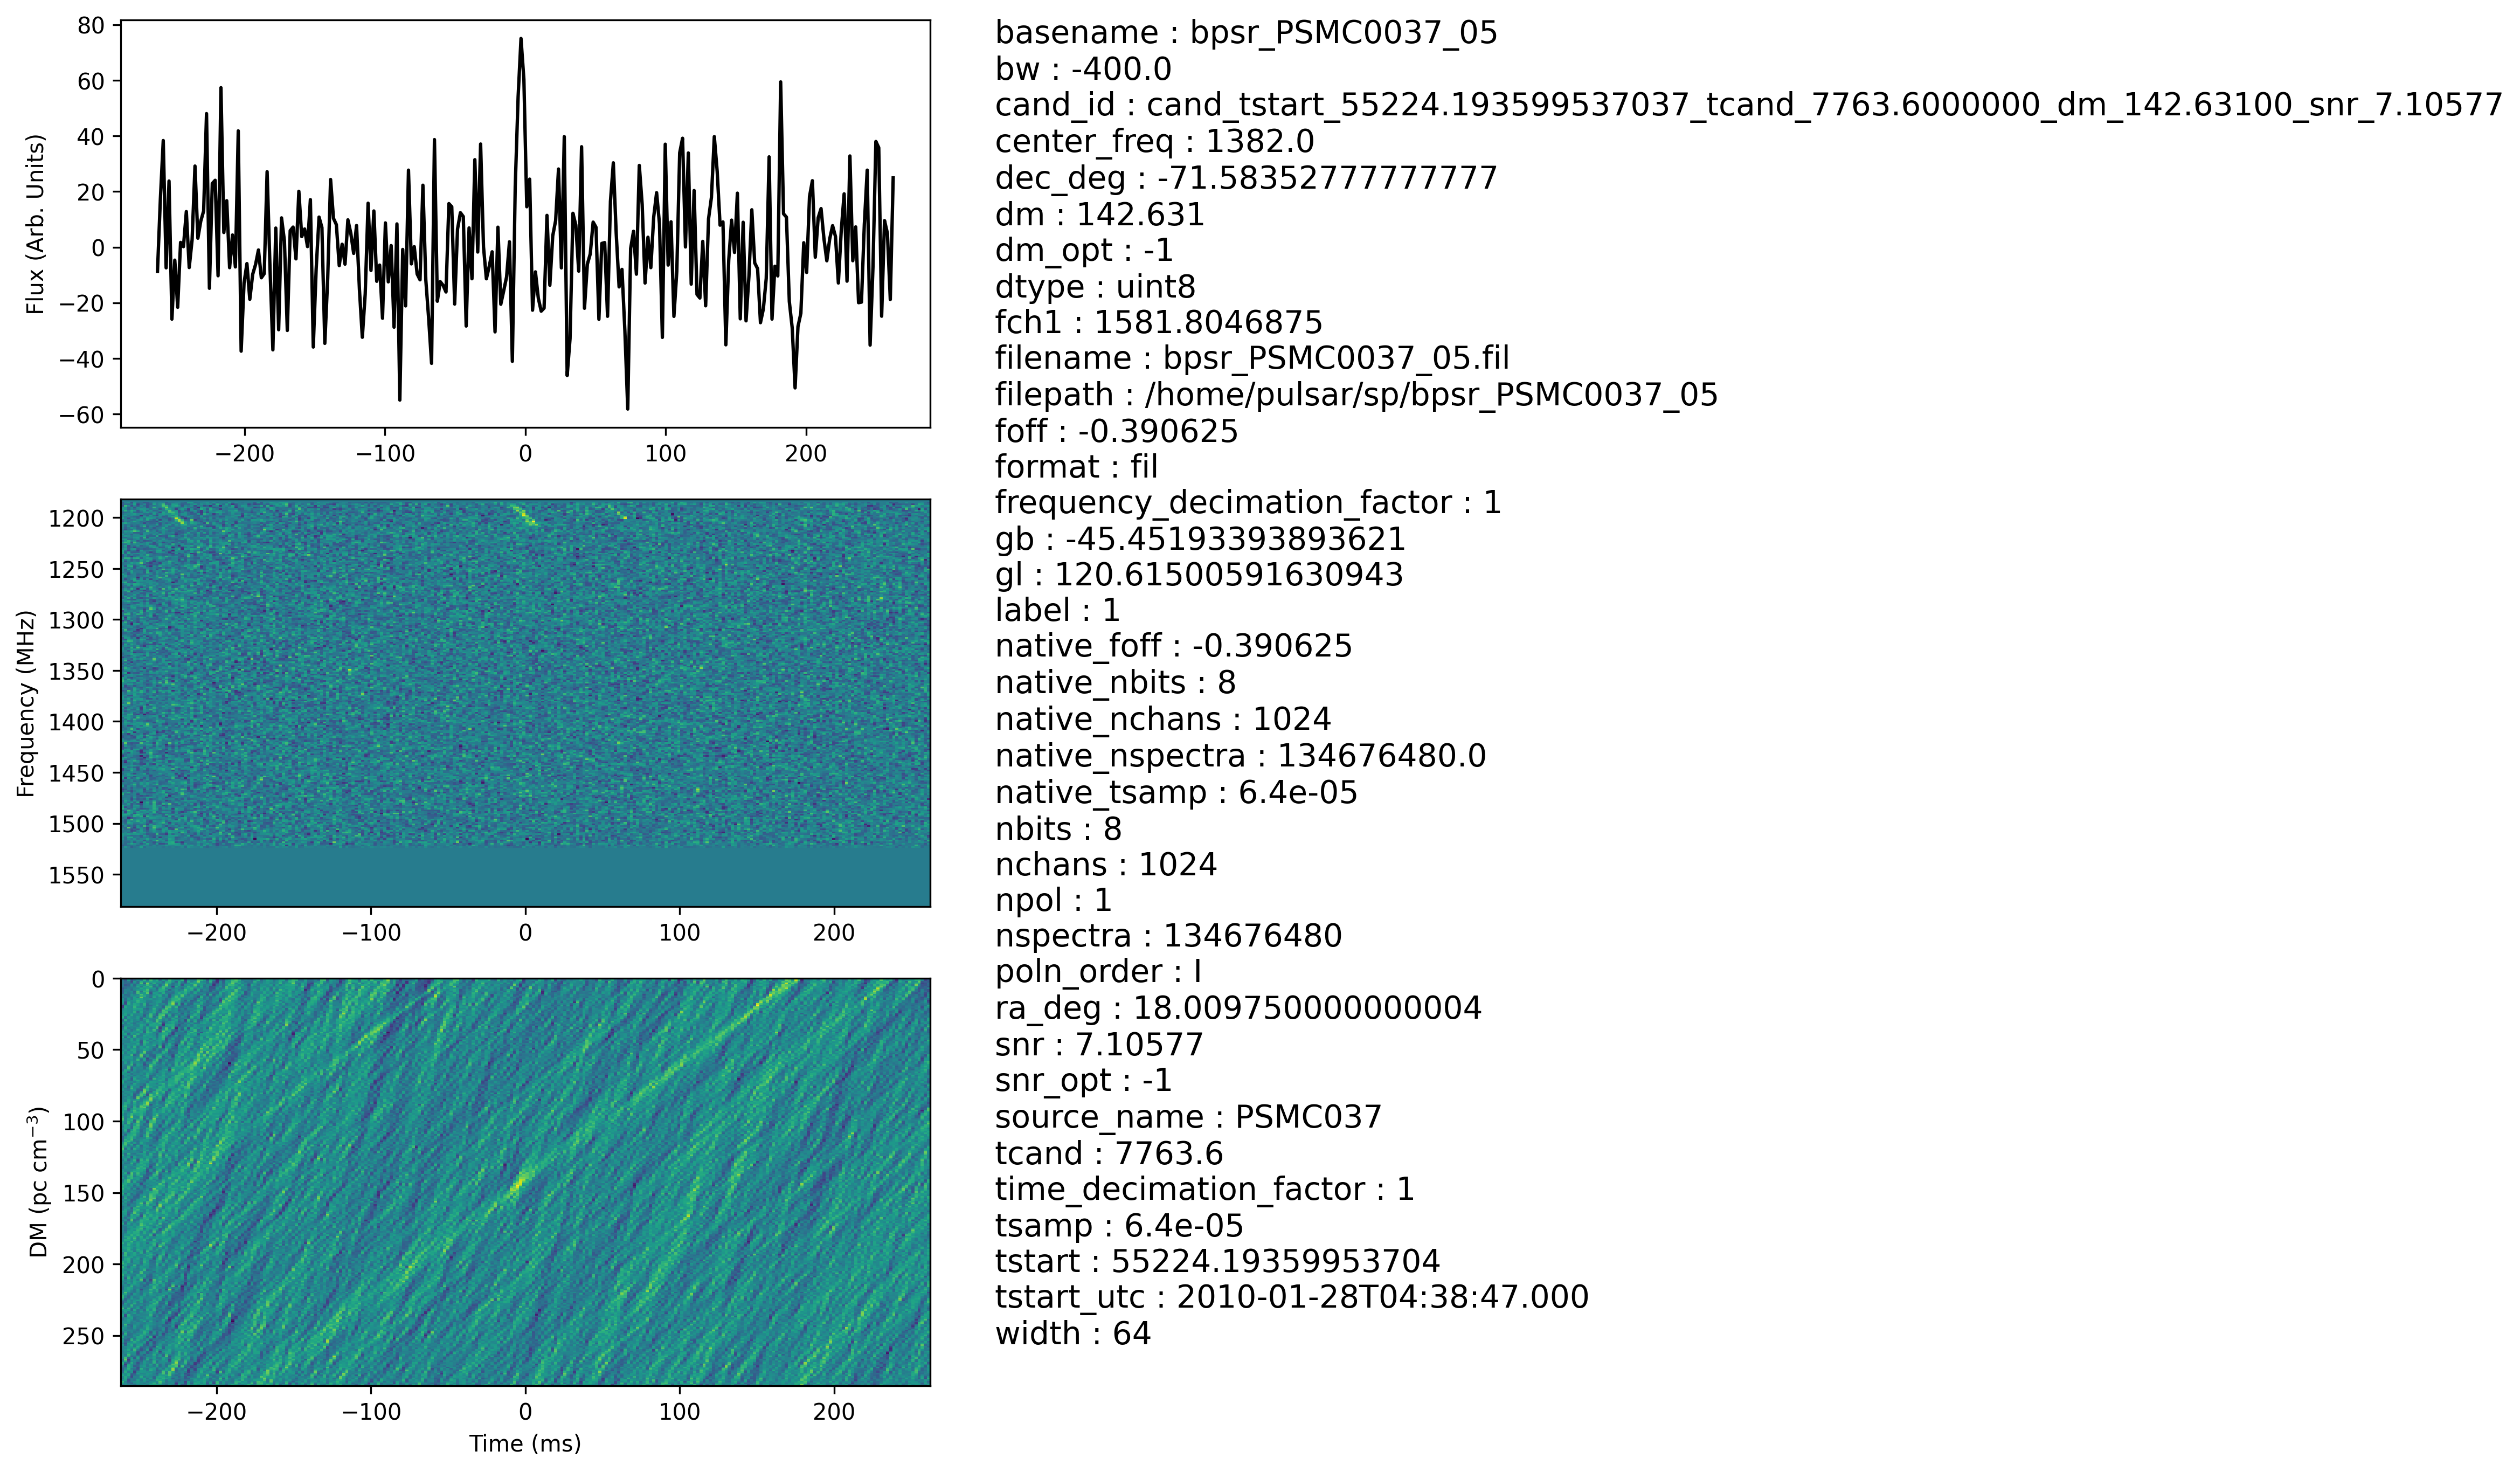 80
60
40
20
0
−20
−40
−60
Flux (Arb. Units)
−200 −100 0 100 200
1200
1250
1300
1350
1400
1450
1500
1550
Frequency (MHz)
−200 −100 0 100 200
0
50
100
150
200
250
DM (pc cm⁻³)
−200 −100 0 100 200
Time (ms)
basename : bpsr_PSMC0037_05
bw : -400.0
cand_id : cand_tstart_55224.193599537037_tcand_7763.6000000_dm_142.63100_snr_7.10577
center_freq : 1382.0
dec_deg : -71.58352777777777
dm : 142.631
dm_opt : -1
dtype : uint8
fch1 : 1581.8046875
filename : bpsr_PSMC0037_05.fil
filepath : /home/pulsar/sp/bpsr_PSMC0037_05
foff : -0.390625
format : fil
frequency_decimation_factor : 1
gb : -45.45193393893621
gl : 120.61500591630943
label : 1
native_foff : -0.390625
native_nbits : 8
native_nchans : 1024
native_nspectra : 134676480.0
native_tsamp : 6.4e-05
nbits : 8
nchans : 1024
npol : 1
nspectra : 134676480
poln_order : I
ra_deg : 18.009750000000004
snr : 7.10577
snr_opt : -1
source_name : PSMC037
tcand : 7763.6
time_decimation_factor : 1
tsamp : 6.4e-05
tstart : 55224.19359953704
tstart_utc : 2010-01-28T04:38:47.000
width : 64